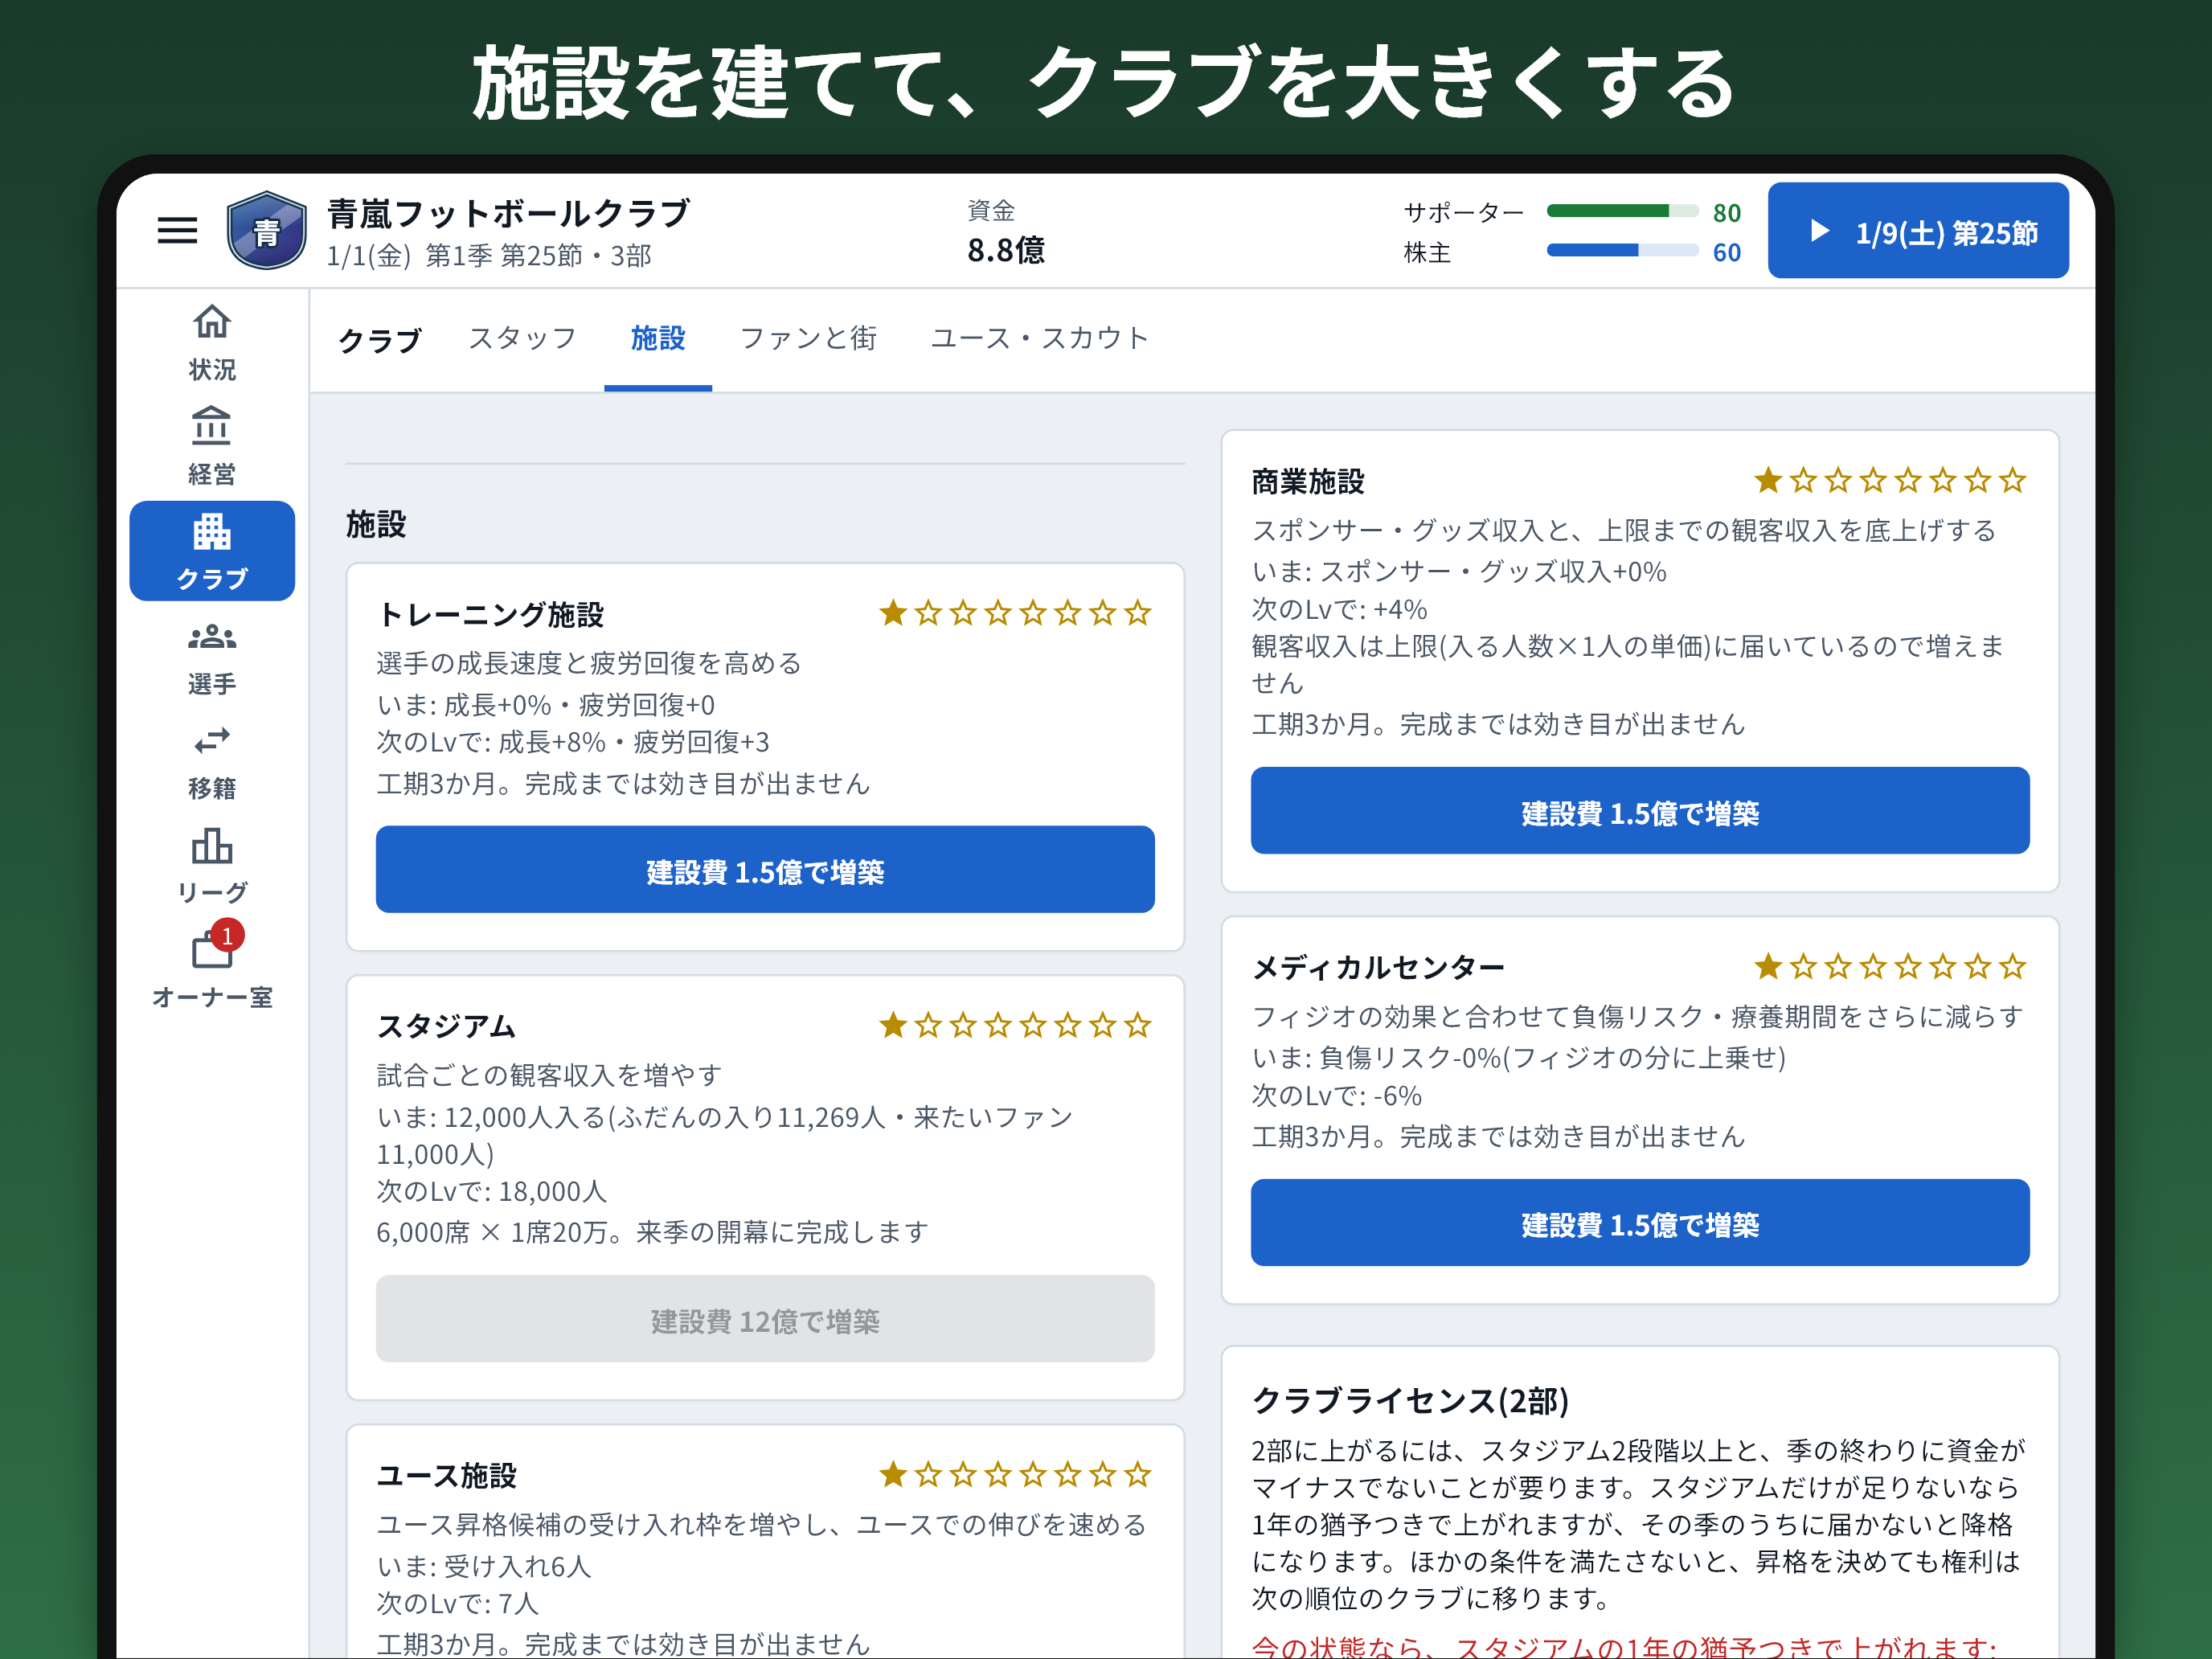 施設を建てて、クラブを大きくする
青
青嵐フットボールクラブ
1/1(金) 第1季 第25節・3部
資金
8.8億
サポーター 80
株主 60
1/9(土) 第25節
状況
経営
クラブ
選手
移籍
リーグ
1
オーナー室
クラブ スタッフ 施設 ファンと街 ユース・スカウト
施設
トレーニング施設
選手の成長速度と疲労回復を高める
いま: 成長+0%・疲労回復+0
次のLvで: 成長+8%・疲労回復+3
工期3か月。完成までは効き目が出ません
建設費 1.5億で増築
スタジアム
試合ごとの観客収入を増やす
いま: 12,000人入る(ふだんの入り11,269人・来たいファン
11,000人)
次のLvで: 18,000人
6,000席 × 1席20万。来季の開幕に完成します
建設費 12億で増築
ユース施設
ユース昇格候補の受け入れ枠を増やし、ユースでの伸びを速める
いま: 受け入れ6人
次のLvで: 7人
工期3か月。完成までは効き目が出ません
商業施設
スポンサー・グッズ収入と、上限までの観客収入を底上げする
いま: スポンサー・グッズ収入+0%
次のLvで: +4%
観客収入は上限(入る人数×1人の単価)に届いているので増えま
せん
工期3か月。完成までは効き目が出ません
建設費 1.5億で増築
メディカルセンター
フィジオの効果と合わせて負傷リスク・療養期間をさらに減らす
いま: 負傷リスク-0%(フィジオの分に上乗せ)
次のLvで: -6%
工期3か月。完成までは効き目が出ません
建設費 1.5億で増築
クラブライセンス(2部)
2部に上がるには、スタジアム2段階以上と、季の終わりに資金が
マイナスでないことが要ります。スタジアムだけが足りないなら
1年の猶予つきで上がれますが、その季のうちに届かないと降格
になります。ほかの条件を満たさないと、昇格を決めても権利は
次の順位のクラブに移ります。
今の状態なら、スタジアムの1年の猶予つきで上がれます: